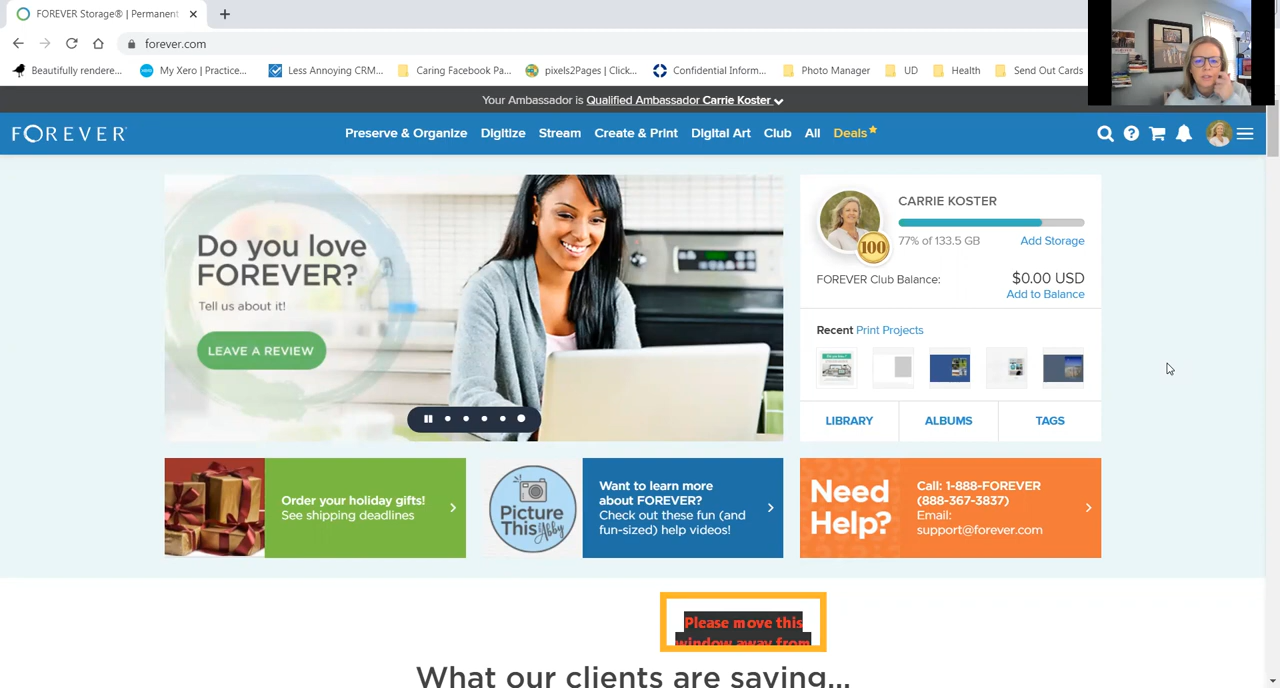 FOREVER Storage® | Permanent
forever.com
Beautifully rendere...
My Xero | Practice...
Less Annoying CRM...
Caring Facebook Pa...
pixels2Pages | Click...
Confidential Inform...
Photo Manager
UD
Health
Send Out Cards
Your Ambassador is Qualified Ambassador Carrie Koster
FOREVER
Preserve & Organize
Digitize
Stream
Create & Print
Digital Art
Club
All
Deals
Do you love
FOREVER?
Tell us about it!
LEAVE A REVIEW
CARRIE KOSTER
100
77% of 133.5 GB
Add Storage
FOREVER Club Balance:
$0.00 USD
Add to Balance
Recent Print Projects
LIBRARY
ALBUMS
TAGS
Order your holiday gifts!
See shipping deadlines
Picture
This Abby
Want to learn more
about FOREVER?
Check out these fun (and
fun-sized) help videos!
Need
Help?
Call: 1-888-FOREVER
(888-367-3837)
Email:
support@forever.com
Please move this
window away from
What our clients are saying...